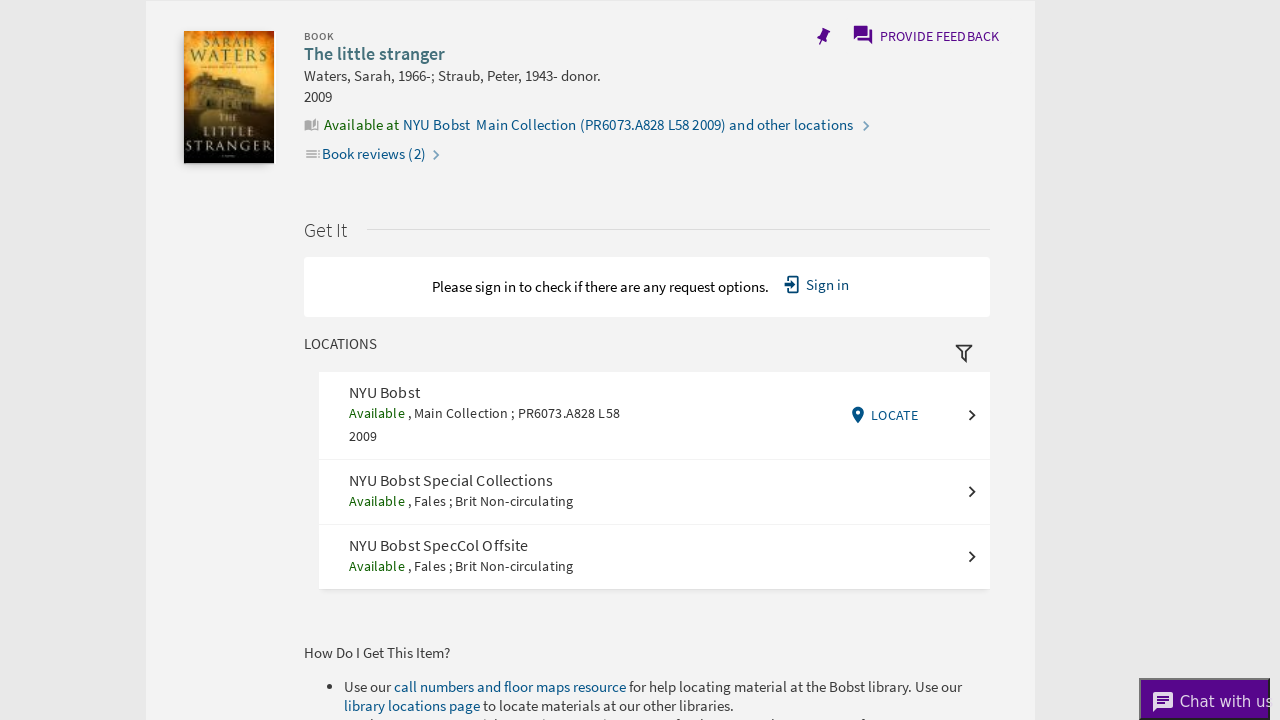 BOOK
PROVIDE FEEDBACK
SARAH
WATERS
THE
LITTLE
STRANGER
The little stranger
Waters, Sarah, 1966-; Straub, Peter, 1943- donor.
2009
Available at NYU Bobst Main Collection (PR6073.A828 L58 2009) and other locations
Book reviews (2)
Get It
Please sign in to check if there are any request options. Sign in
LOCATIONS
NYU Bobst
Available , Main Collection ; PR6073.A828 L58
2009
LOCATE
NYU Bobst Special Collections
Available , Fales ; Brit Non-circulating
NYU Bobst SpecCol Offsite
Available , Fales ; Brit Non-circulating
How Do I Get This Item?
Use our call numbers and floor maps resource for help locating material at the Bobst library. Use our
library locations page to locate materials at our other libraries.
Chat with us